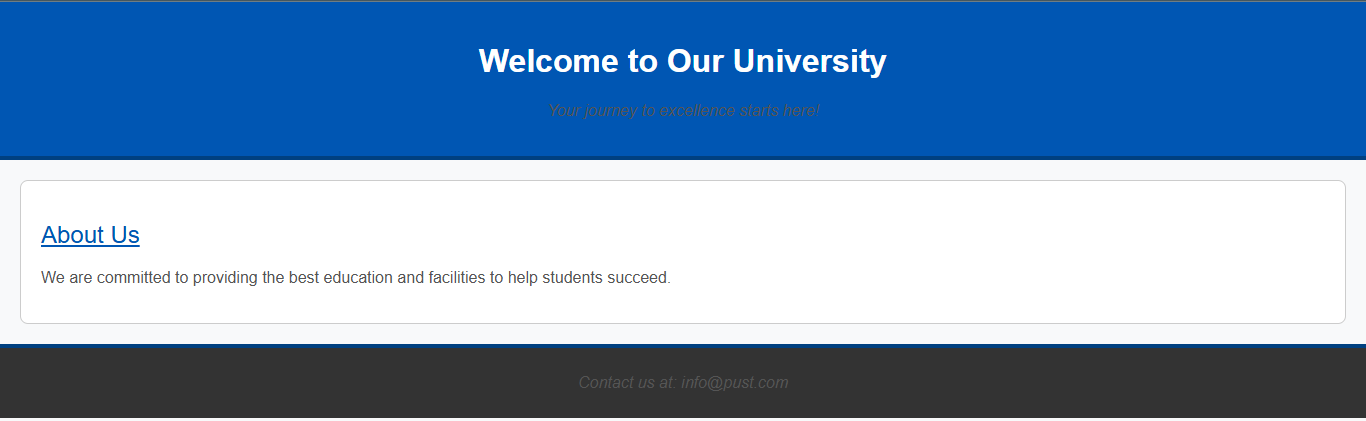 Welcome to Our University
Your journey to excellence starts here!
About Us
We are committed to providing the best education and facilities to help students succeed.
Contact us at: info@pust.com